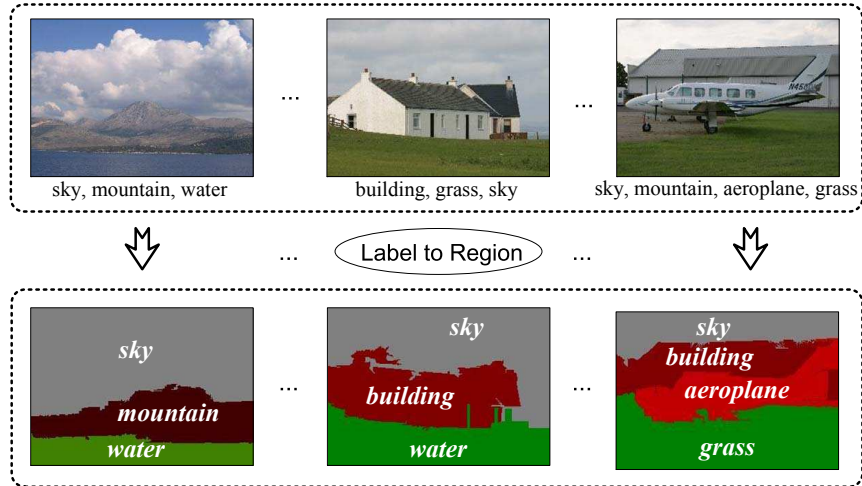 sky, mountain, water
...
building, grass, sky
...
sky, mountain, aeroplane, grass
...
Label to Region
...
sky
mountain
water
...
sky
building
water
...
sky
building
aeroplane
grass